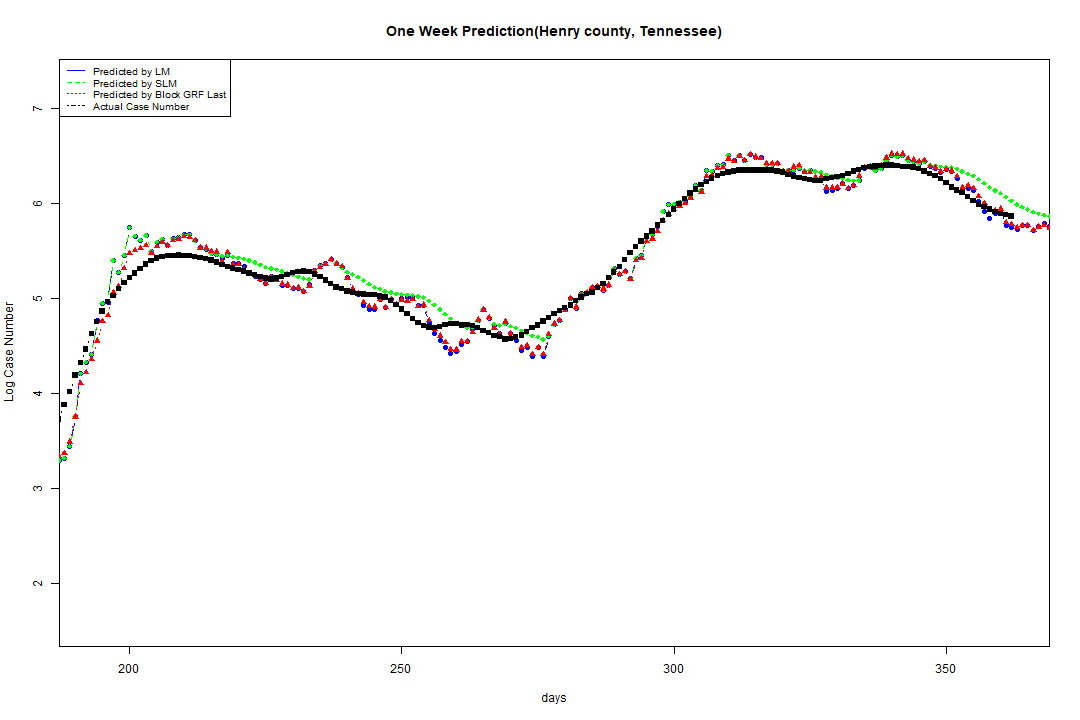 One Week Prediction(Henry county, Tennessee)
Predicted by LM
Predicted by SLM
Predicted by Block GRF Last
Actual Case Number
7
6
5
4
3
2
Log Case Number
200 250 300 350
days